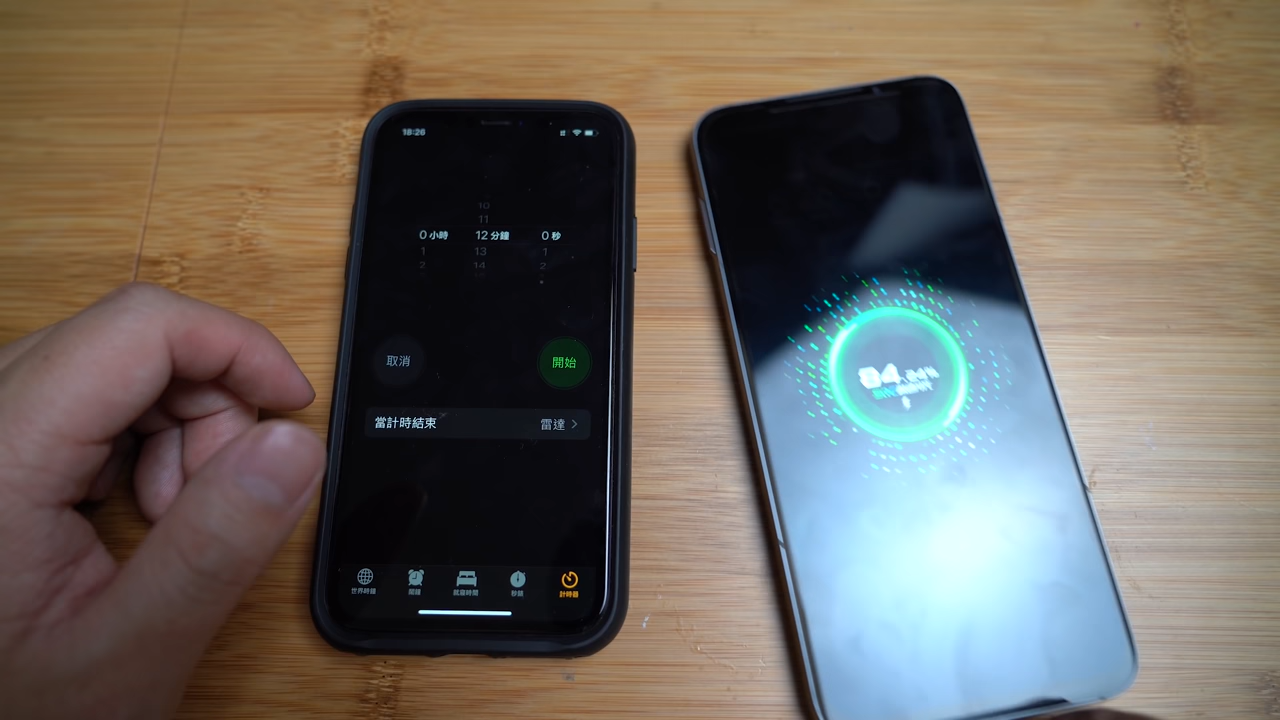 18:26
10
11
0 小時 12 分鐘 0 秒
1 13 1
2 14 2
取消 開始
當計時結束 雷達
世界時鐘 鬧鐘 就寢時間 秒錶 計時器